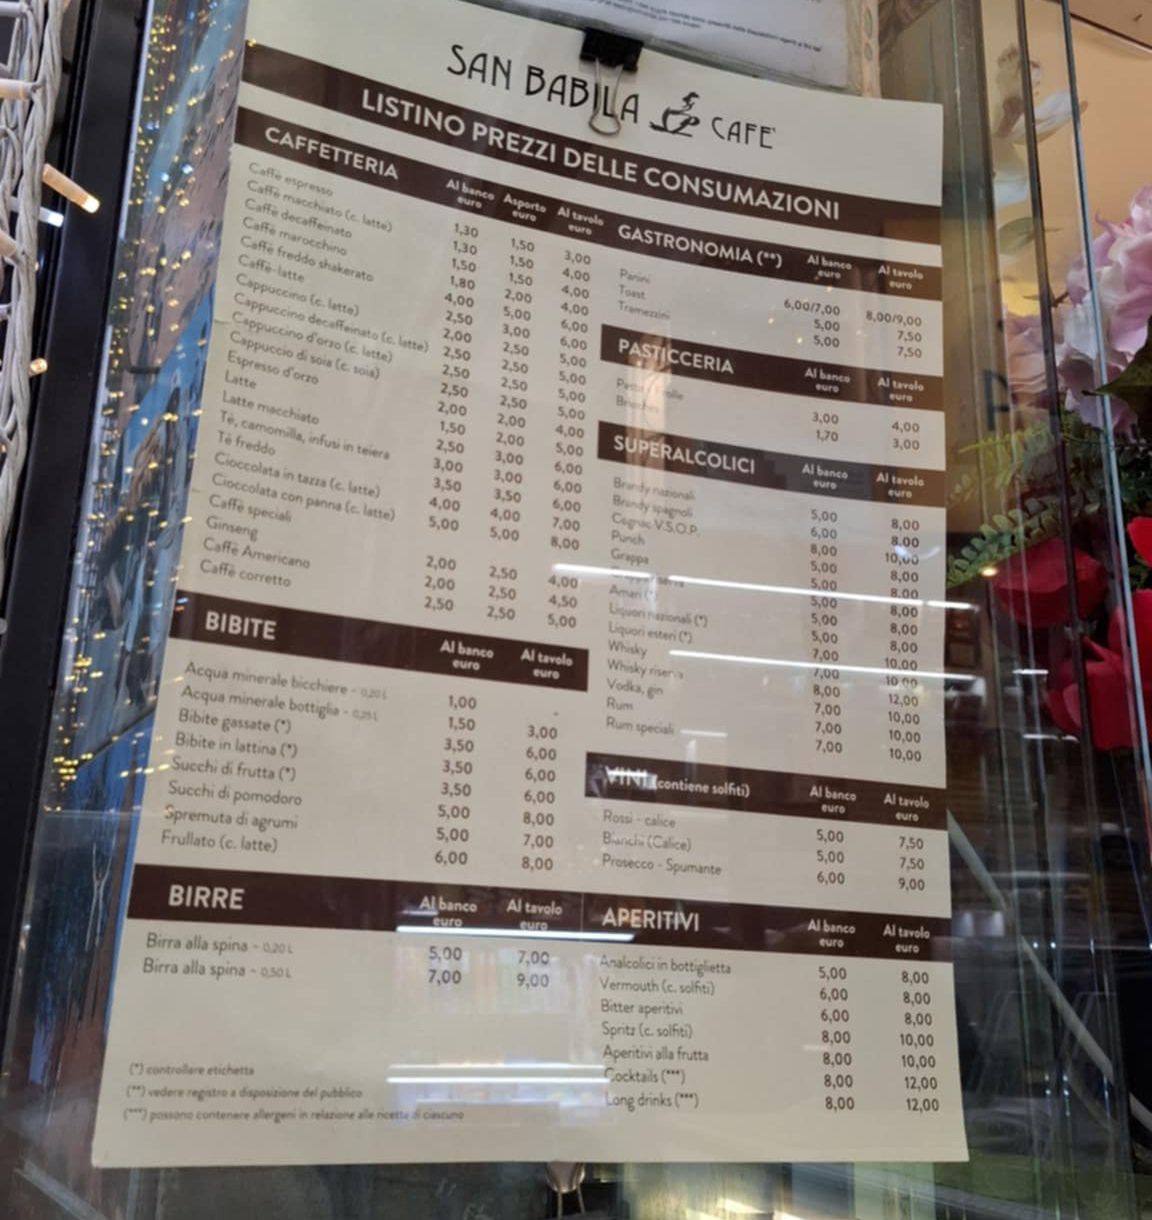 SAN BABILA CAFE'
LISTINO PREZZI DELLE CONSUMAZIONI
CAFFETTERIA Al banco euro Asporto euro Al tavolo euro
Caffè espresso 1,30 1,50 3,00
Caffè macchiato (c. latte) 1,30 1,50 4,00
Caffè decaffeinato 1,50 1,50 4,00
Caffè marocchino 1,80 2,00 4,00
Caffè freddo shakerato 4,00 5,00 6,00
Caffè-latte 2,50 3,00 6,00
Cappuccino (c. latte) 2,00 2,50 5,00
Cappuccino decaffeinato (c. latte) 2,50 2,50 5,00
Cappuccino d'orzo (c. latte) 2,50 2,50 5,00
Cappuccio di soia (c. soia) 2,50 2,50 5,00
Espresso d'orzo 2,00 2,00 4,00
Latte 1,50 2,00 5,00
Latte macchiato 2,50 3,00 6,00
Tè, camomilla, infusi in teiera 3,00 3,00 6,00
Tè freddo 3,50 3,50 6,00
Cioccolata in tazza (c. latte) 4,00 4,00 7,00
Cioccolata con panna (c. latte) 5,00 5,00 8,00
Caffè speciali
Ginseng 2,00 2,50 4,00
Caffè Americano 2,00 2,50 4,50
Caffè corretto 2,50 2,50 5,00
BIBITE Al banco euro Al tavolo euro
Acqua minerale bicchiere - 0,20 L 1,00 -
Acqua minerale bottiglia - 0,25 L 1,50 3,00
Bibite gassate (*) 3,50 6,00
Bibite in lattina (*) 3,50 6,00
Succhi di frutta (*) 3,50 6,00
Succhi di pomodoro 5,00 8,00
Spremuta di agrumi 5,00 7,00
Frullato (c. latte) 6,00 8,00
BIRRE Al banco euro Al tavolo euro
Birra alla spina - 0,20 L 5,00 7,00
Birra alla spina - 0,50 L 7,00 9,00
(*) controllare etichetta
(**) vedere registro a disposizione del pubblico
(***) possono contenere allergeni in relazione alle ricette di ciascuno
GASTRONOMIA (**) Al banco euro Al tavolo euro
Panini 6,00/7,00 8,00/9,00
Toast 5,00 7,50
Tramezzini 5,00 7,50
PASTICCERIA Al banco euro Al tavolo euro
3,00 4,00
Brioches 1,70 3,00
SUPERALCOLICI Al banco euro Al tavolo euro
Brandy nazionali 5,00 8,00
Brandy spagnoli 6,00 8,00
Cognac V.S.O.P. 8,00 10,00
Punch 5,00 8,00
Grappa 5,00 8,00
Grappa riserva 5,00 8,00
Amari (*) 5,00 8,00
Liquori nazionali (*) 5,00 8,00
Liquori esteri (*) 7,00 10,00
Whisky 7,00 10,00
Whisky riserva 8,00 12,00
Vodka, gin 7,00 10,00
Rum 7,00 10,00
Rum speciali 7,00 10,00
VINI (contiene solfiti) Al banco euro Al tavolo euro
Rossi - calice 5,00 7,50
Bianchi (Calice) 5,00 7,50
Prosecco - Spumante 6,00 9,00
APERITIVI Al banco euro Al tavolo euro
Analcolici in bottiglietta 5,00 8,00
Vermouth (c. solfiti) 6,00 8,00
Bitter aperitivi 6,00 8,00
Spritz (c. solfiti) 8,00 10,00
Aperitivi alla frutta 8,00 10,00
Cocktails (***) 8,00 12,00
Long drinks (***) 8,00 12,00